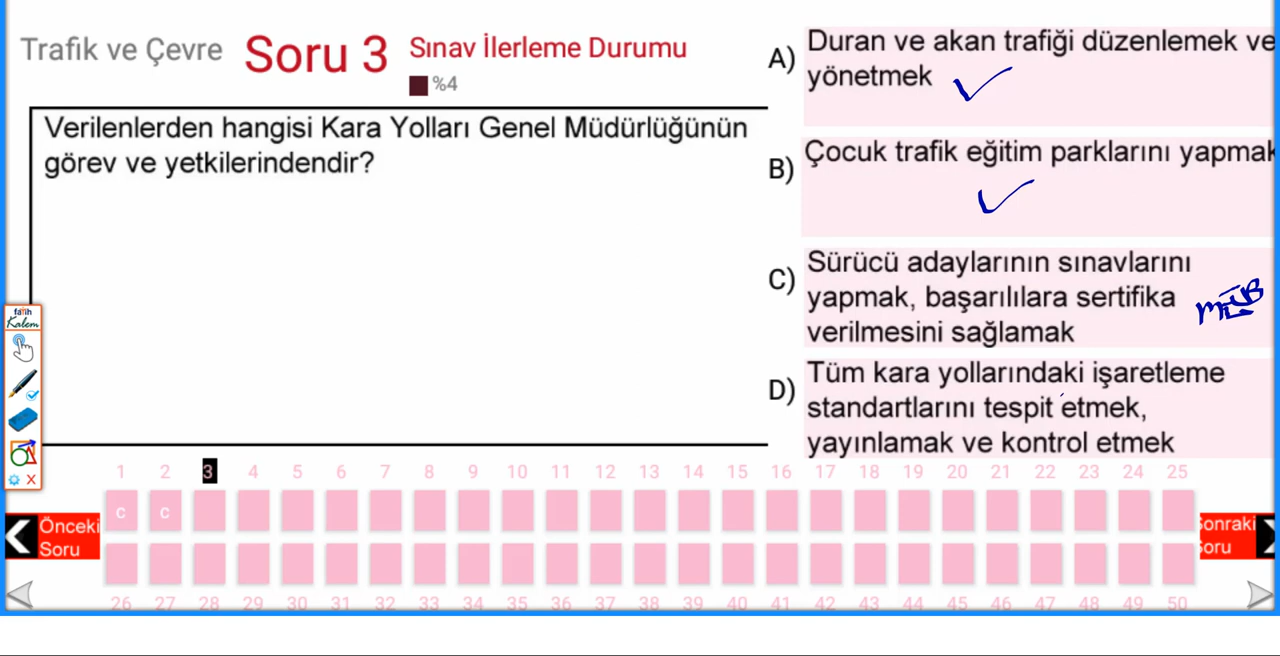 Trafik ve Çevre
Soru 3
Sınav İlerleme Durumu
%4
Verilenlerden hangisi Kara Yolları Genel Müdürlüğünün
görev ve yetkilerindendir?
A) Duran ve akan trafiği düzenlemek ve
yönetmek
B) Çocuk trafik eğitim parklarını yapmak
C) Sürücü adaylarının sınavlarını
yapmak, başarılılara sertifika
verilmesini sağlamak
D) Tüm kara yollarındaki işaretleme
standartlarını tespit etmek,
yayınlamak ve kontrol etmek
fatih
Kalem
1 2 3 4 5 6 7 8 9 10 11 12 13 14 15 16 17 18 19 20 21 22 23 24 25
c c
Önceki
Soru
Sonraki
Soru
26 27 28 29 30 31 32 33 34 35 36 37 38 39 40 41 42 43 44 45 46 47 48 49 50